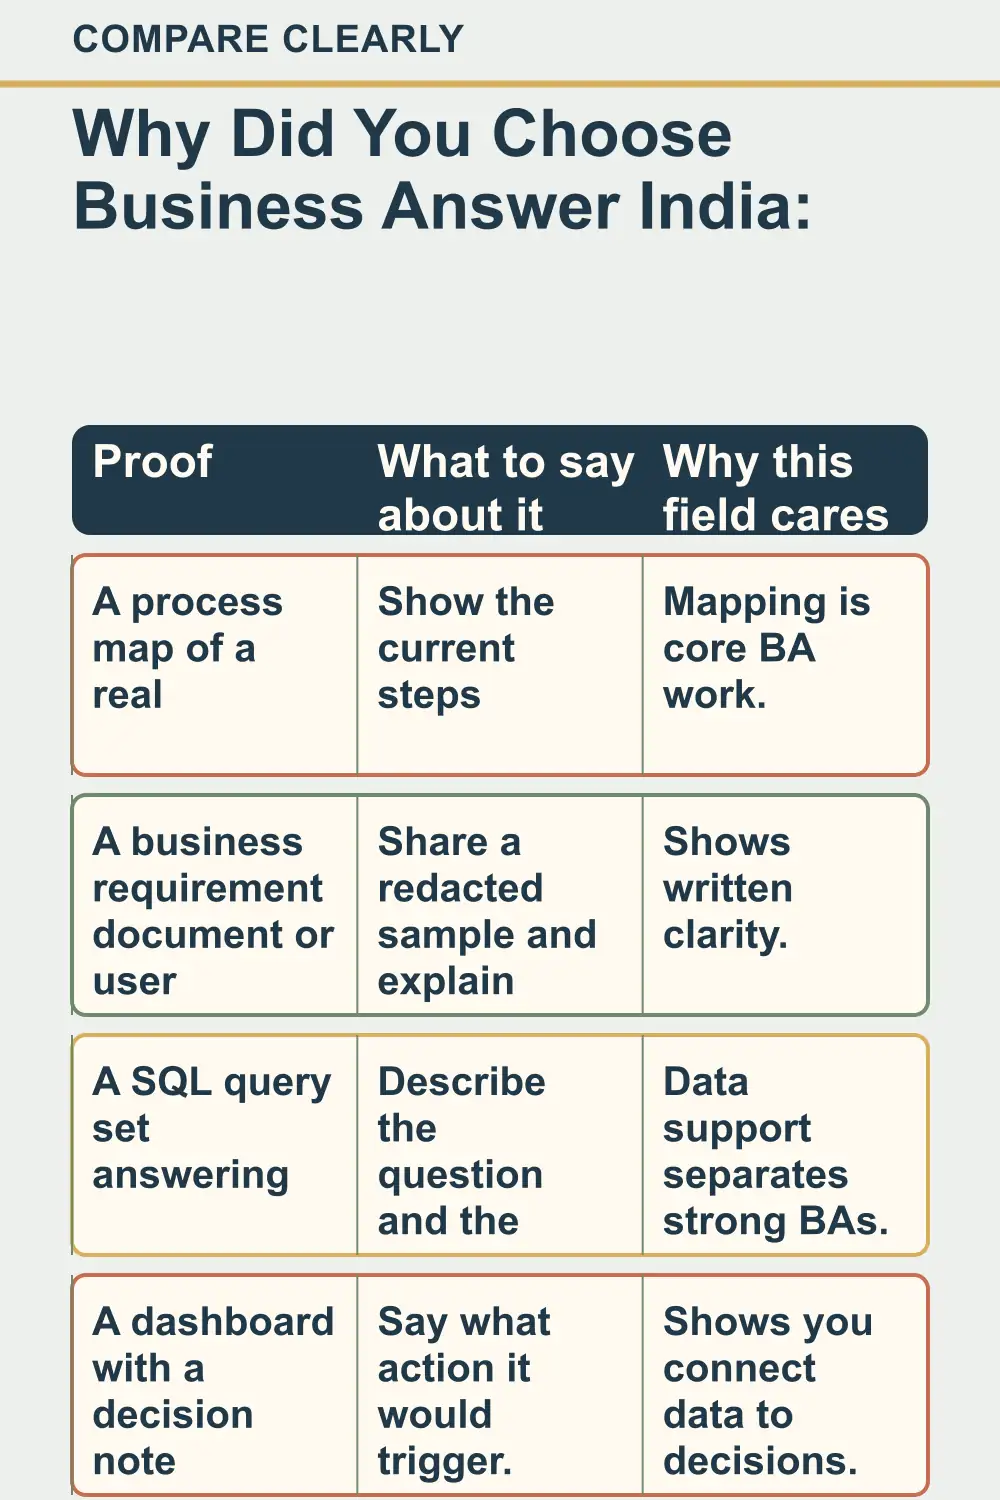 COMPARE CLEARLY
Why Did You Choose
Business Answer India:
Proof
What to say
about it
Why this
field cares
A process
map of a
real
Show the
current
steps
Mapping is
core BA
work.
A business
requirement
document or
user
Share a
redacted
sample and
explain
Shows
written
clarity.
A SQL query
set
answering
Describe
the
question
and the
Data
support
separates
strong BAs.
A dashboard
with a
decision
note
Say what
action it
would
trigger.
Shows you
connect
data to
decisions.